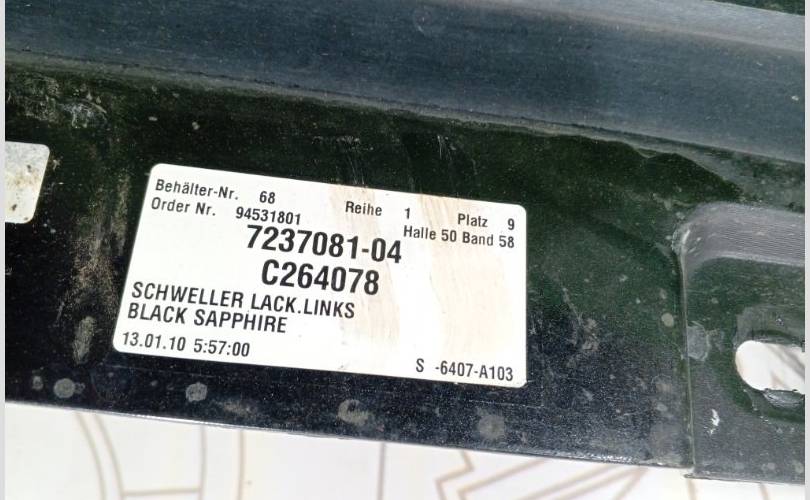 Behälter-Nr. 68 Reihe 1 Platz 9
Order Nr. 94531801 Halle 50 Band 58
7237081-04
C264078
SCHWELLER LACK.LINKS
BLACK SAPPHIRE
13.01.10 5:57:00 S -6407-A103